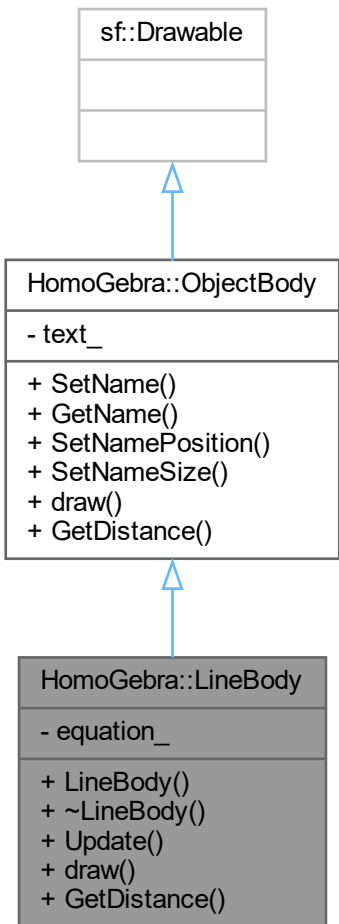 sf::Drawable
HomoGebra::ObjectBody
- text_
+ SetName()
+ GetName()
+ SetNamePosition()
+ SetNameSize()
+ draw()
+ GetDistance()
HomoGebra::LineBody
- equation_
+ LineBody()
+ ~LineBody()
+ Update()
+ draw()
+ GetDistance()